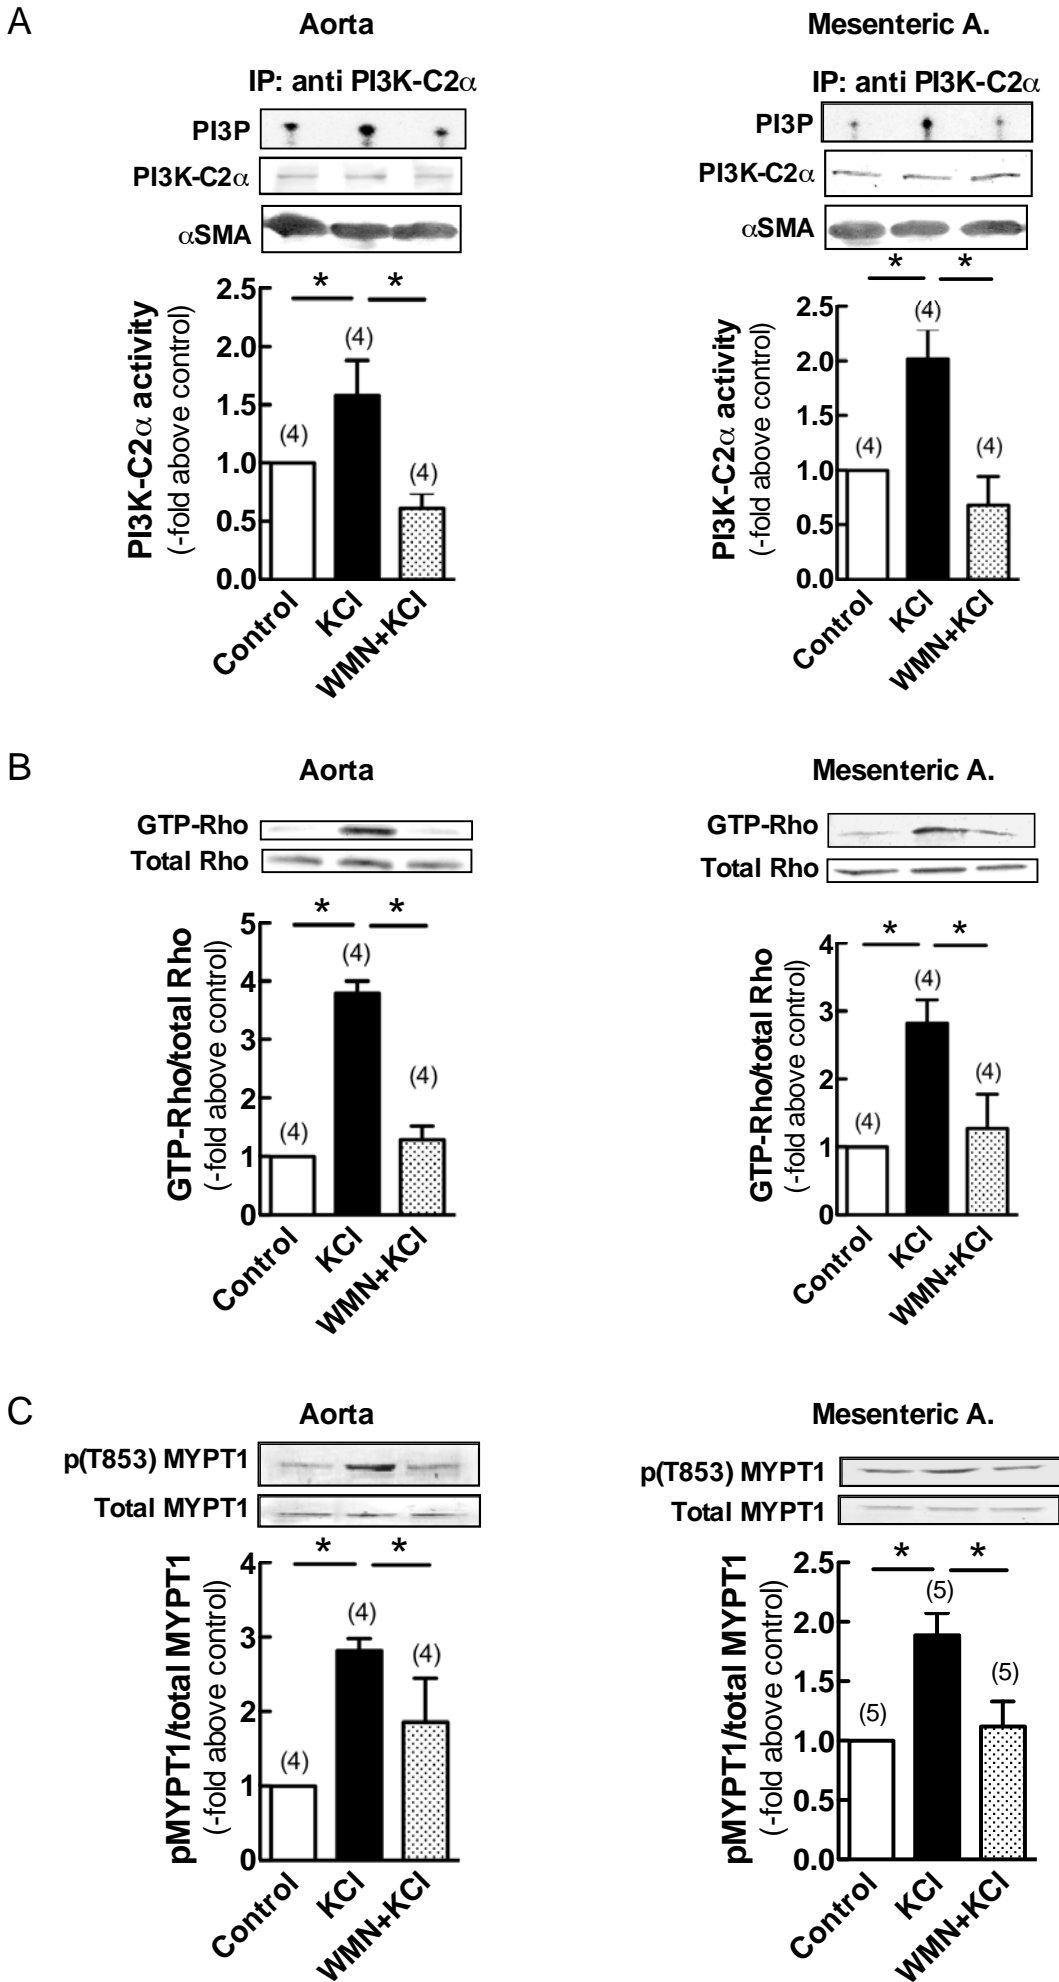 A
Aorta
IP: anti PI3K-C2α
PI3P
PI3K-C2α
αSMA
* *
PI3K-C2α activity
(-fold above control)
2.5
2.0
1.5
1.0
0.5
0.0
(4)
(4)
(4)
Control
KCl
WMN+KCl
Mesenteric A.
IP: anti PI3K-C2α
PI3P
PI3K-C2α
αSMA
* *
PI3K-C2α activity
(-fold above control)
2.5
2.0
1.5
1.0
0.5
0.0
(4)
(4)
(4)
Control
KCl
WMN+KCl
B
Aorta
GTP-Rho
Total Rho
* *
GTP-Rho/total Rho
(-fold above control)
5
4
3
2
1
0
(4)
(4)
(4)
Control
KCl
WMN+KCl
Mesenteric A.
GTP-Rho
Total Rho
* *
GTP-Rho/total Rho
(-fold above control)
4
3
2
1
0
(4)
(4)
(4)
Control
KCl
WMN+KCl
C
Aorta
p(T853) MYPT1
Total MYPT1
* *
pMYPT1/total MYPT1
(-fold above control)
4
3
2
1
0
(4)
(4)
(4)
Control
KCl
WMN+KCl
Mesenteric A.
p(T853) MYPT1
Total MYPT1
* *
pMYPT1/total MYPT1
(-fold above control)
2.5
2.0
1.5
1.0
0.5
0.0
(5)
(5)
(5)
Control
KCl
WMN+KCl